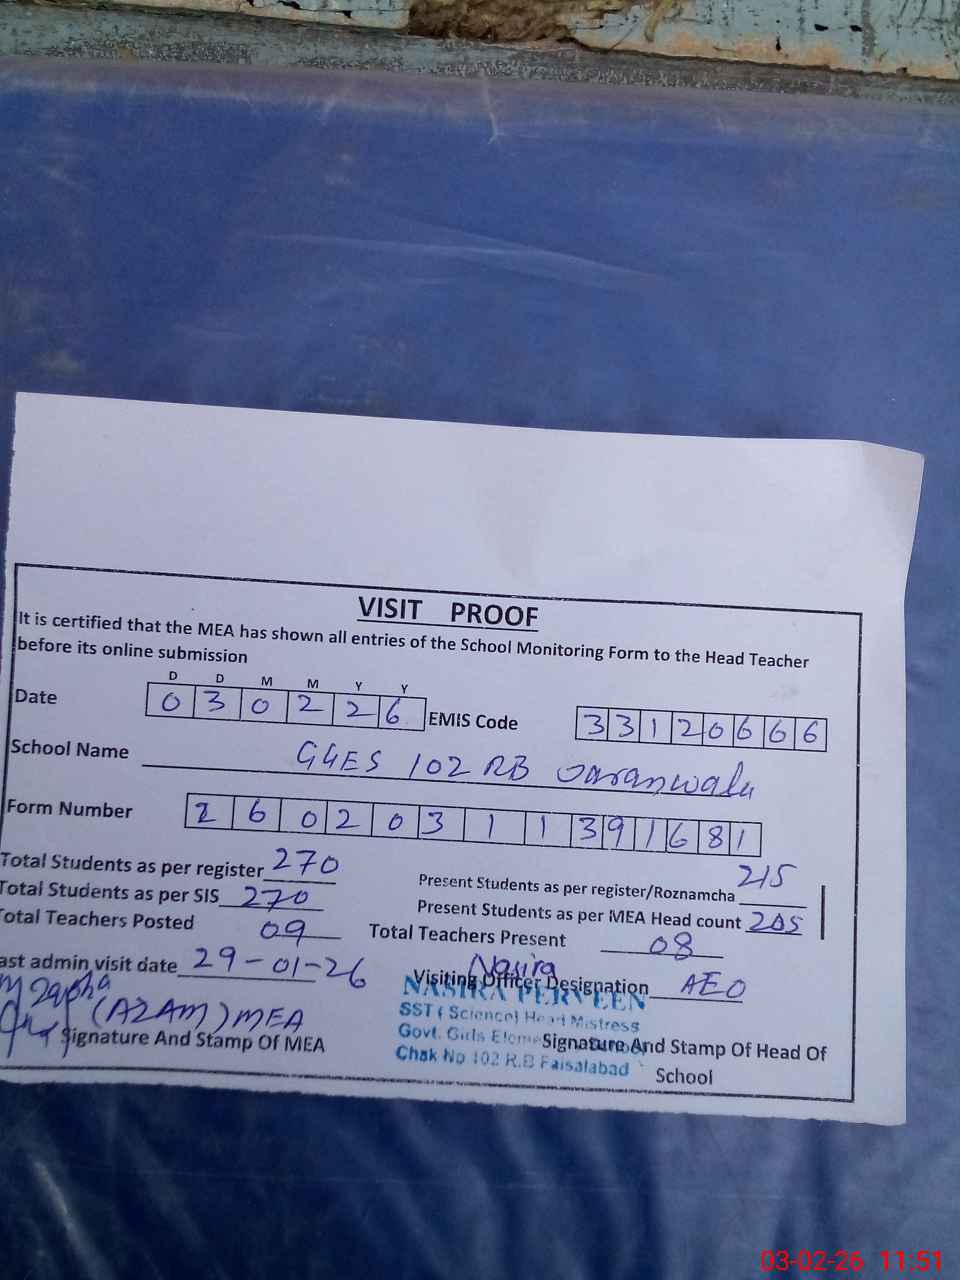 VISIT PROOF
It is certified that the MEA has shown all entries of the School Monitoring Form to the Head Teacher
before its online submission
D D M M Y Y
Date 0 3 0 2 2 6 EMIS Code 3 3 1 2 0 6 6 6
School Name GGES 102 RB
Form Number 2 6 0 2 0 3 1 1 3 9 1 6 8 1
Total Students as per register 270 Present Students as per register/Roznamcha 215
Total Students as per SIS 270 Present Students as per MEA Head count 205
Total Teachers Posted 09 Total Teachers Present 08
ast admin visit date 29-01-26 Visiting Officer Designation AEO
Nasira
(AZAM) MEA
NASIRA PERVEEN
SST (Science) Head Mistress
Govt. Girls Eleme
Chak No 102 R.B Faisalabad
Signature And Stamp Of MEA Signature And Stamp Of Head Of
School
03-02-26 11:51